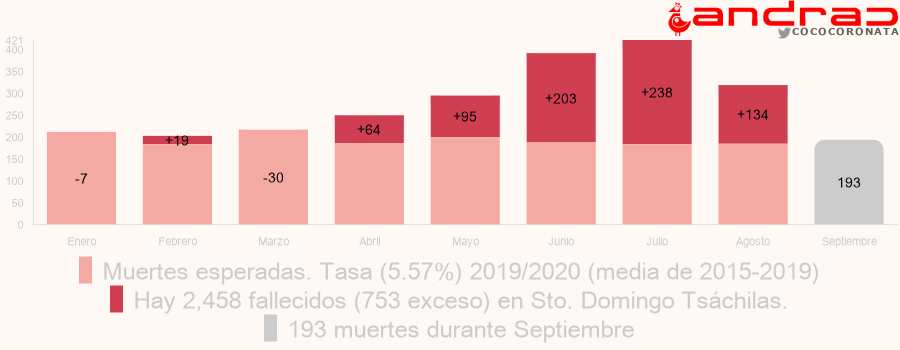 andrab
COCOCORONATA
421
400
350
300
250
200
150
100
50
0
-7
+19
-30
+64
+95
+203
+238
+134
193
Enero
Febrero
Marzo
Abril
Mayo
Junio
Julio
Agosto
Septiembre
Muertes esperadas. Tasa (5.57%) 2019/2020 (media de 2015-2019)
Hay 2,458 fallecidos (753 exceso) en Sto. Domingo Tsáchilas.
193 muertes durante Septiembre